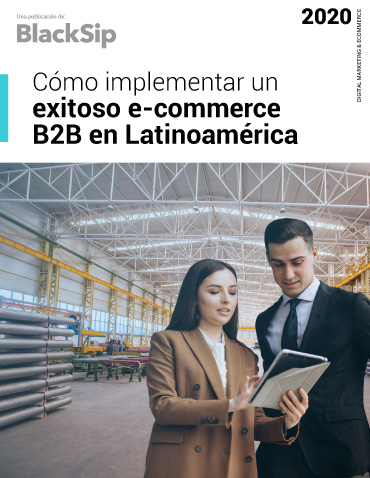 Una publicación de:
BlackSip
2020
DIGITAL MARKETING & ECOMMERCE
Cómo implementar un
exitoso e-commerce
B2B en Latinoamérica